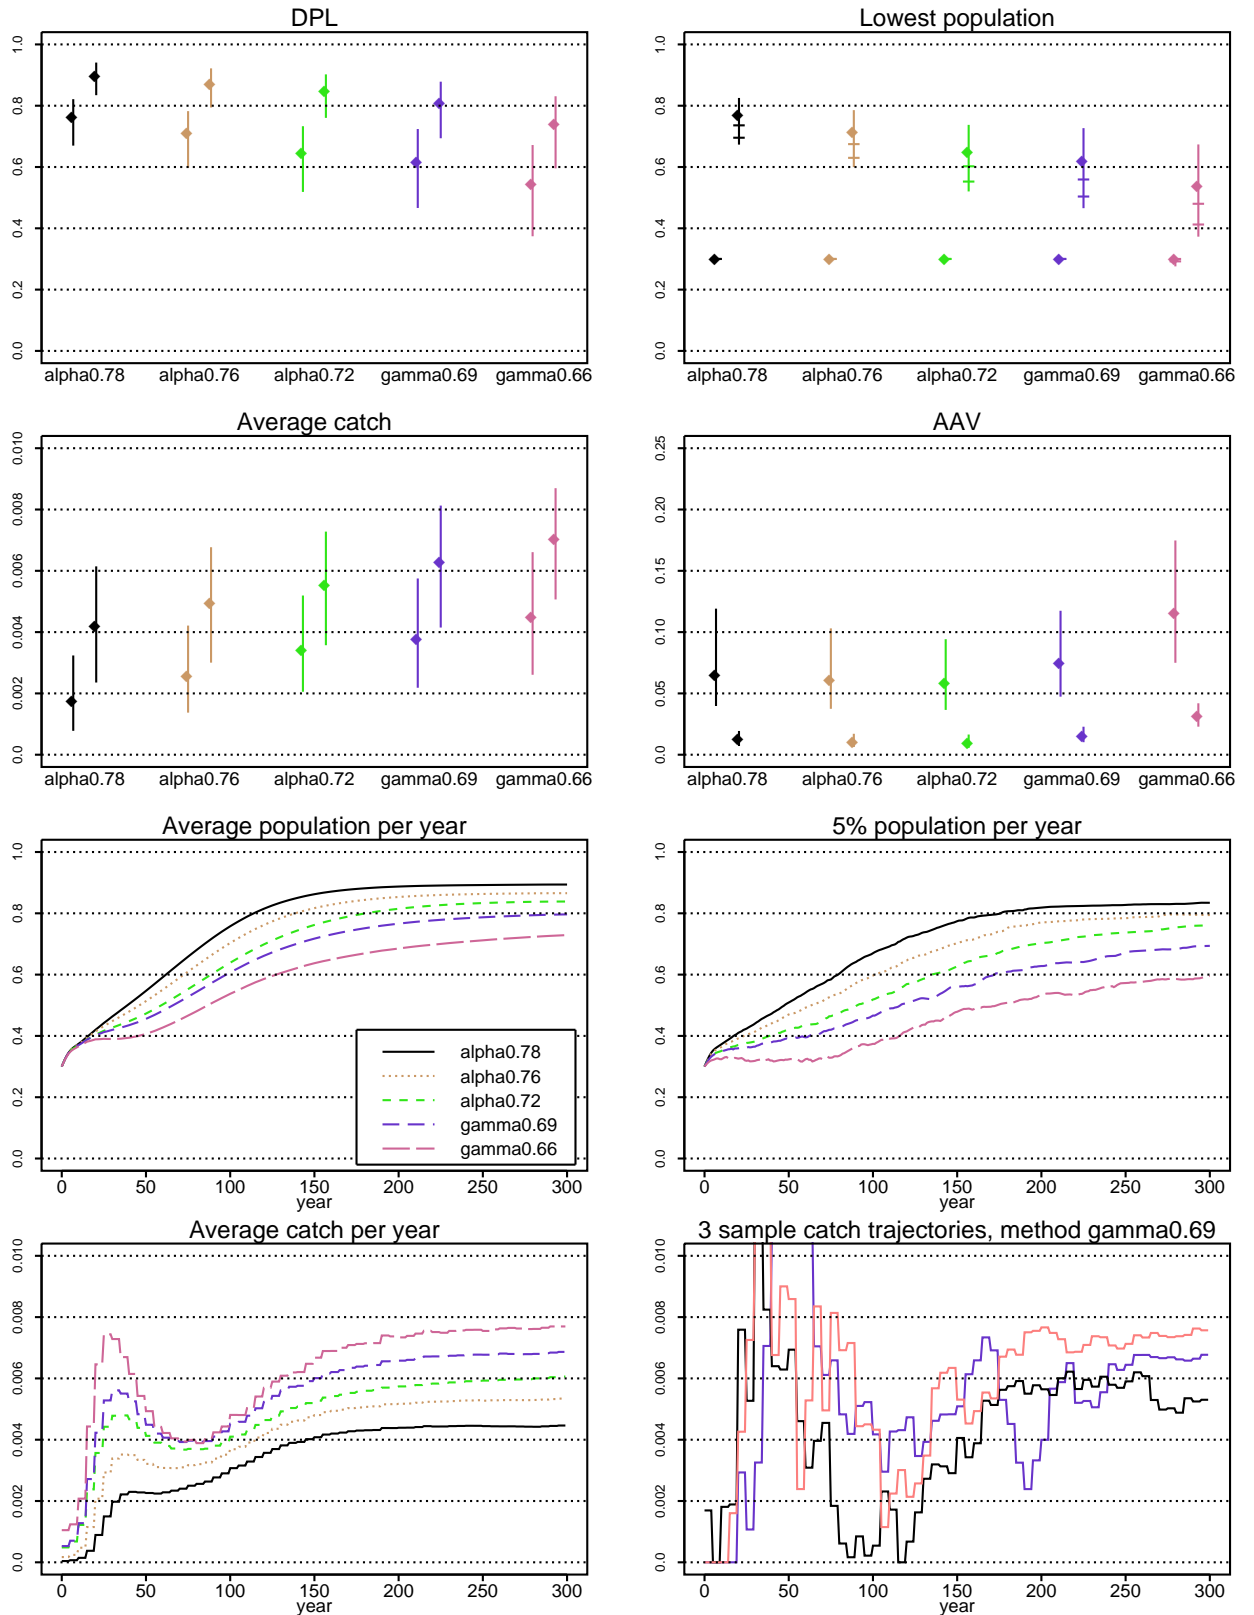 DPL
1.0
0.8
0.6
0.4
0.2
0.0
alpha0.78 alpha0.76 alpha0.72 gamma0.69 gamma0.66
Lowest population
1.0
0.8
0.6
0.4
0.2
0.0
alpha0.78 alpha0.76 alpha0.72 gamma0.69 gamma0.66
Average catch
0.010
0.008
0.006
0.004
0.002
0.0
alpha0.78 alpha0.76 alpha0.72 gamma0.69 gamma0.66
AAV
0.25
0.20
0.15
0.10
0.05
0.0
alpha0.78 alpha0.76 alpha0.72 gamma0.69 gamma0.66
Average population per year
1.0
0.8
0.6
0.4
0.2
0.0
alpha0.78
alpha0.76
alpha0.72
gamma0.69
gamma0.66
0 50 100 150 200 250 300
year
5% population per year
1.0
0.8
0.6
0.4
0.2
0.0
0 50 100 150 200 250 300
year
Average catch per year
0.010
0.008
0.006
0.004
0.002
0.0
0 50 100 150 200 250 300
year
3 sample catch trajectories, method gamma0.69
0.010
0.008
0.006
0.004
0.002
0.0
0 50 100 150 200 250 300
year